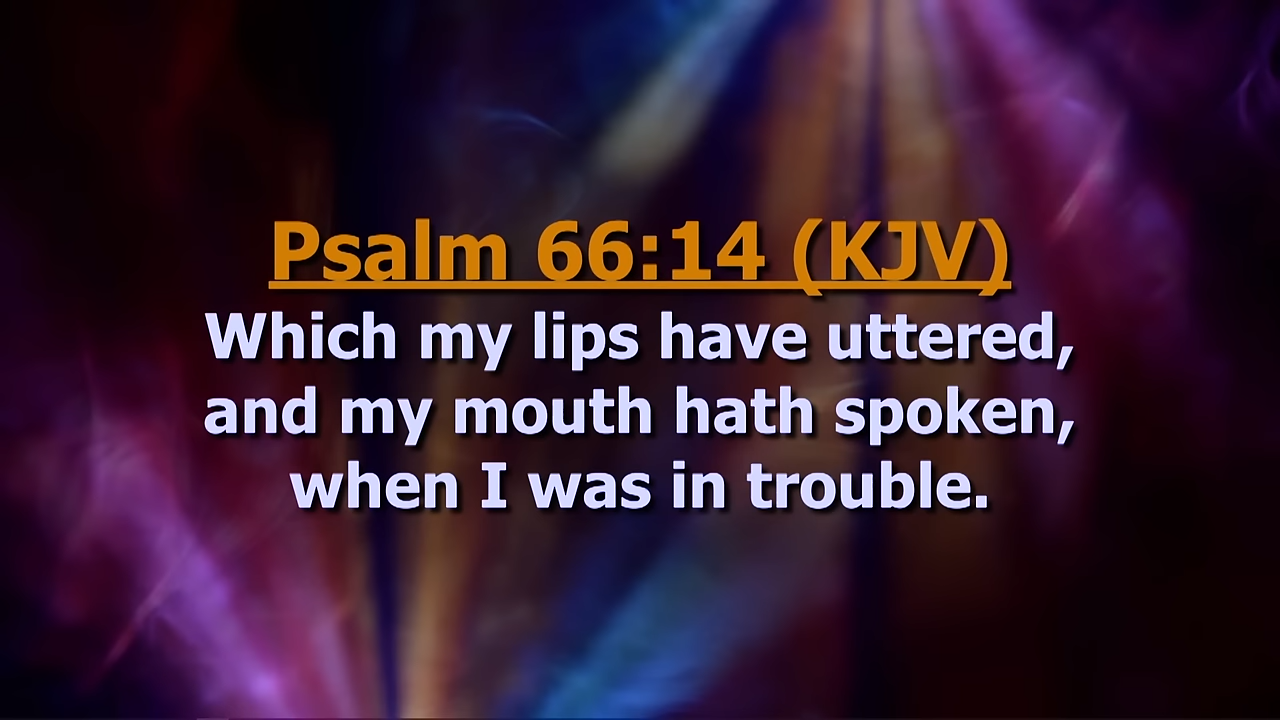 Psalm 66:14 (KJV)
Which my lips have uttered,
and my mouth hath spoken,
when I was in trouble.